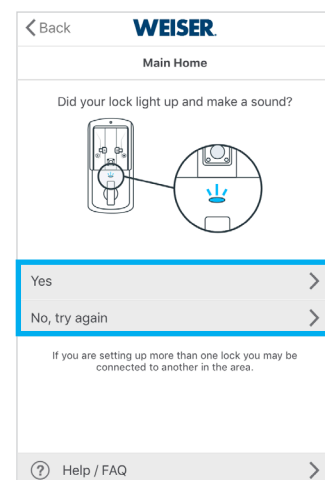 Back
WEISER.
Main Home
Did your lock light up and make a sound?
Yes
No, try again
If you are setting up more than one lock you may be
connected to another in the area.
? Help / FAQ